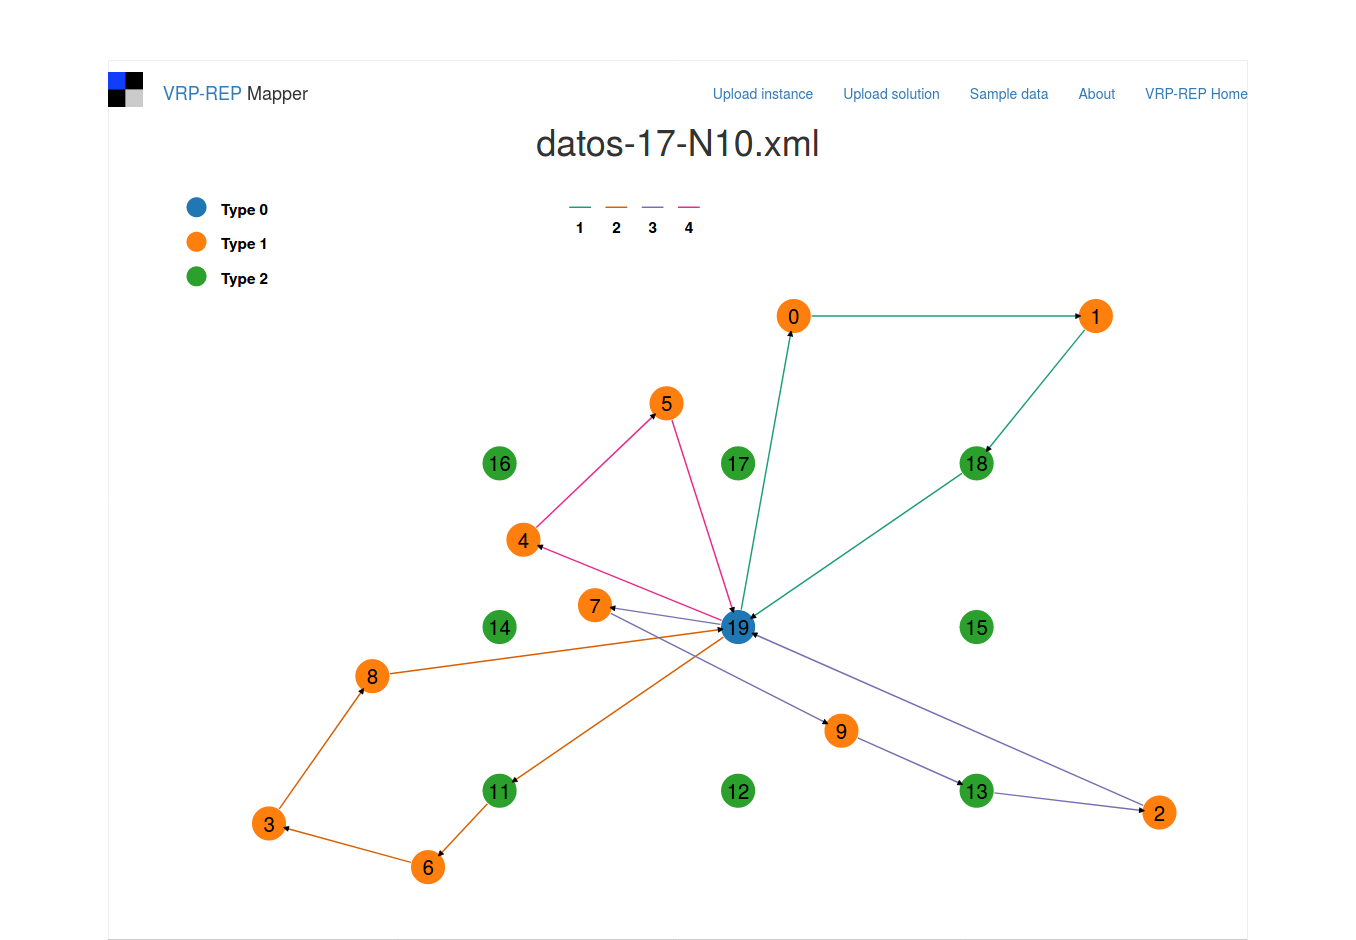 VRP-REP Mapper
Upload instance Upload solution Sample data About VRP-REP Home
datos-17-N10.xml
Type 0
Type 1
Type 2
1 2 3 4
0 1
5
16 17 18
4
7
14 19 15
8
9
11 12 13
3 2
6